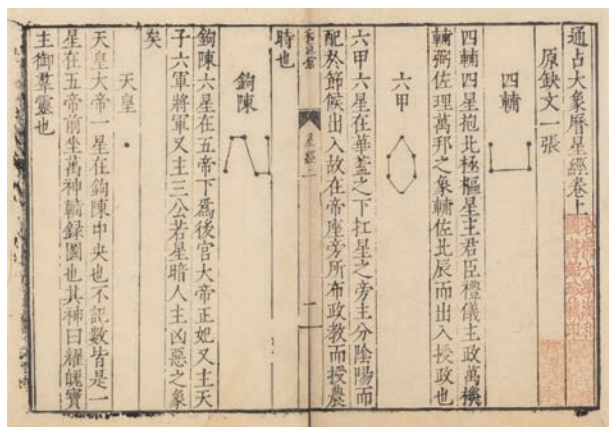 通占大象曆星經卷上
原缺文一張
四輔
四輔四星抱北極樞星主君臣禮儀主政萬機
輔弼佐理萬邦之象輔佐北辰而出入授政也
六甲
六甲六星在華蓋之下扛星之旁主分陰陽而
配於節候出入故在帝座旁所布政教而授農
星經上
一
時也
鉤陳
鉤陳六星在五帝下為後宮大帝正妃又主天
子六軍將軍又主三公若星暗人主凶惡之象
矣
天皇
天皇大帝一星在鉤陳中央也不記數皆是一
星在五帝前坐萬神輔錄圖也其神曰耀魄寶
主御羣靈也